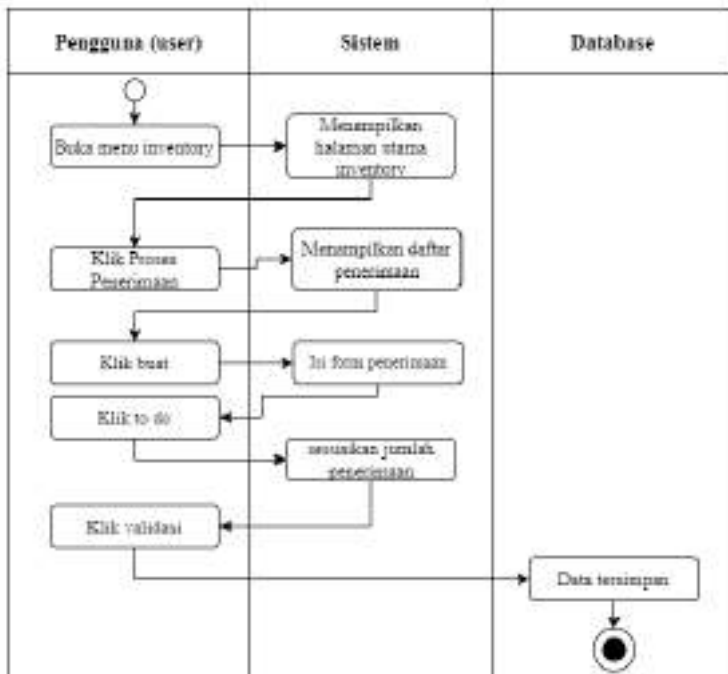 Pengguna (user)
Sistem
Database
Buka menu inventory
Menampilkan
halaman utama
inventory
Klik Proses
Penerimaan
Menampilkan daftar
penerimaan
Klik buat
Isi form penerimaan
Klik to do
sesuaikan jumlah
penerimaan
Klik validasi
Data tersimpan